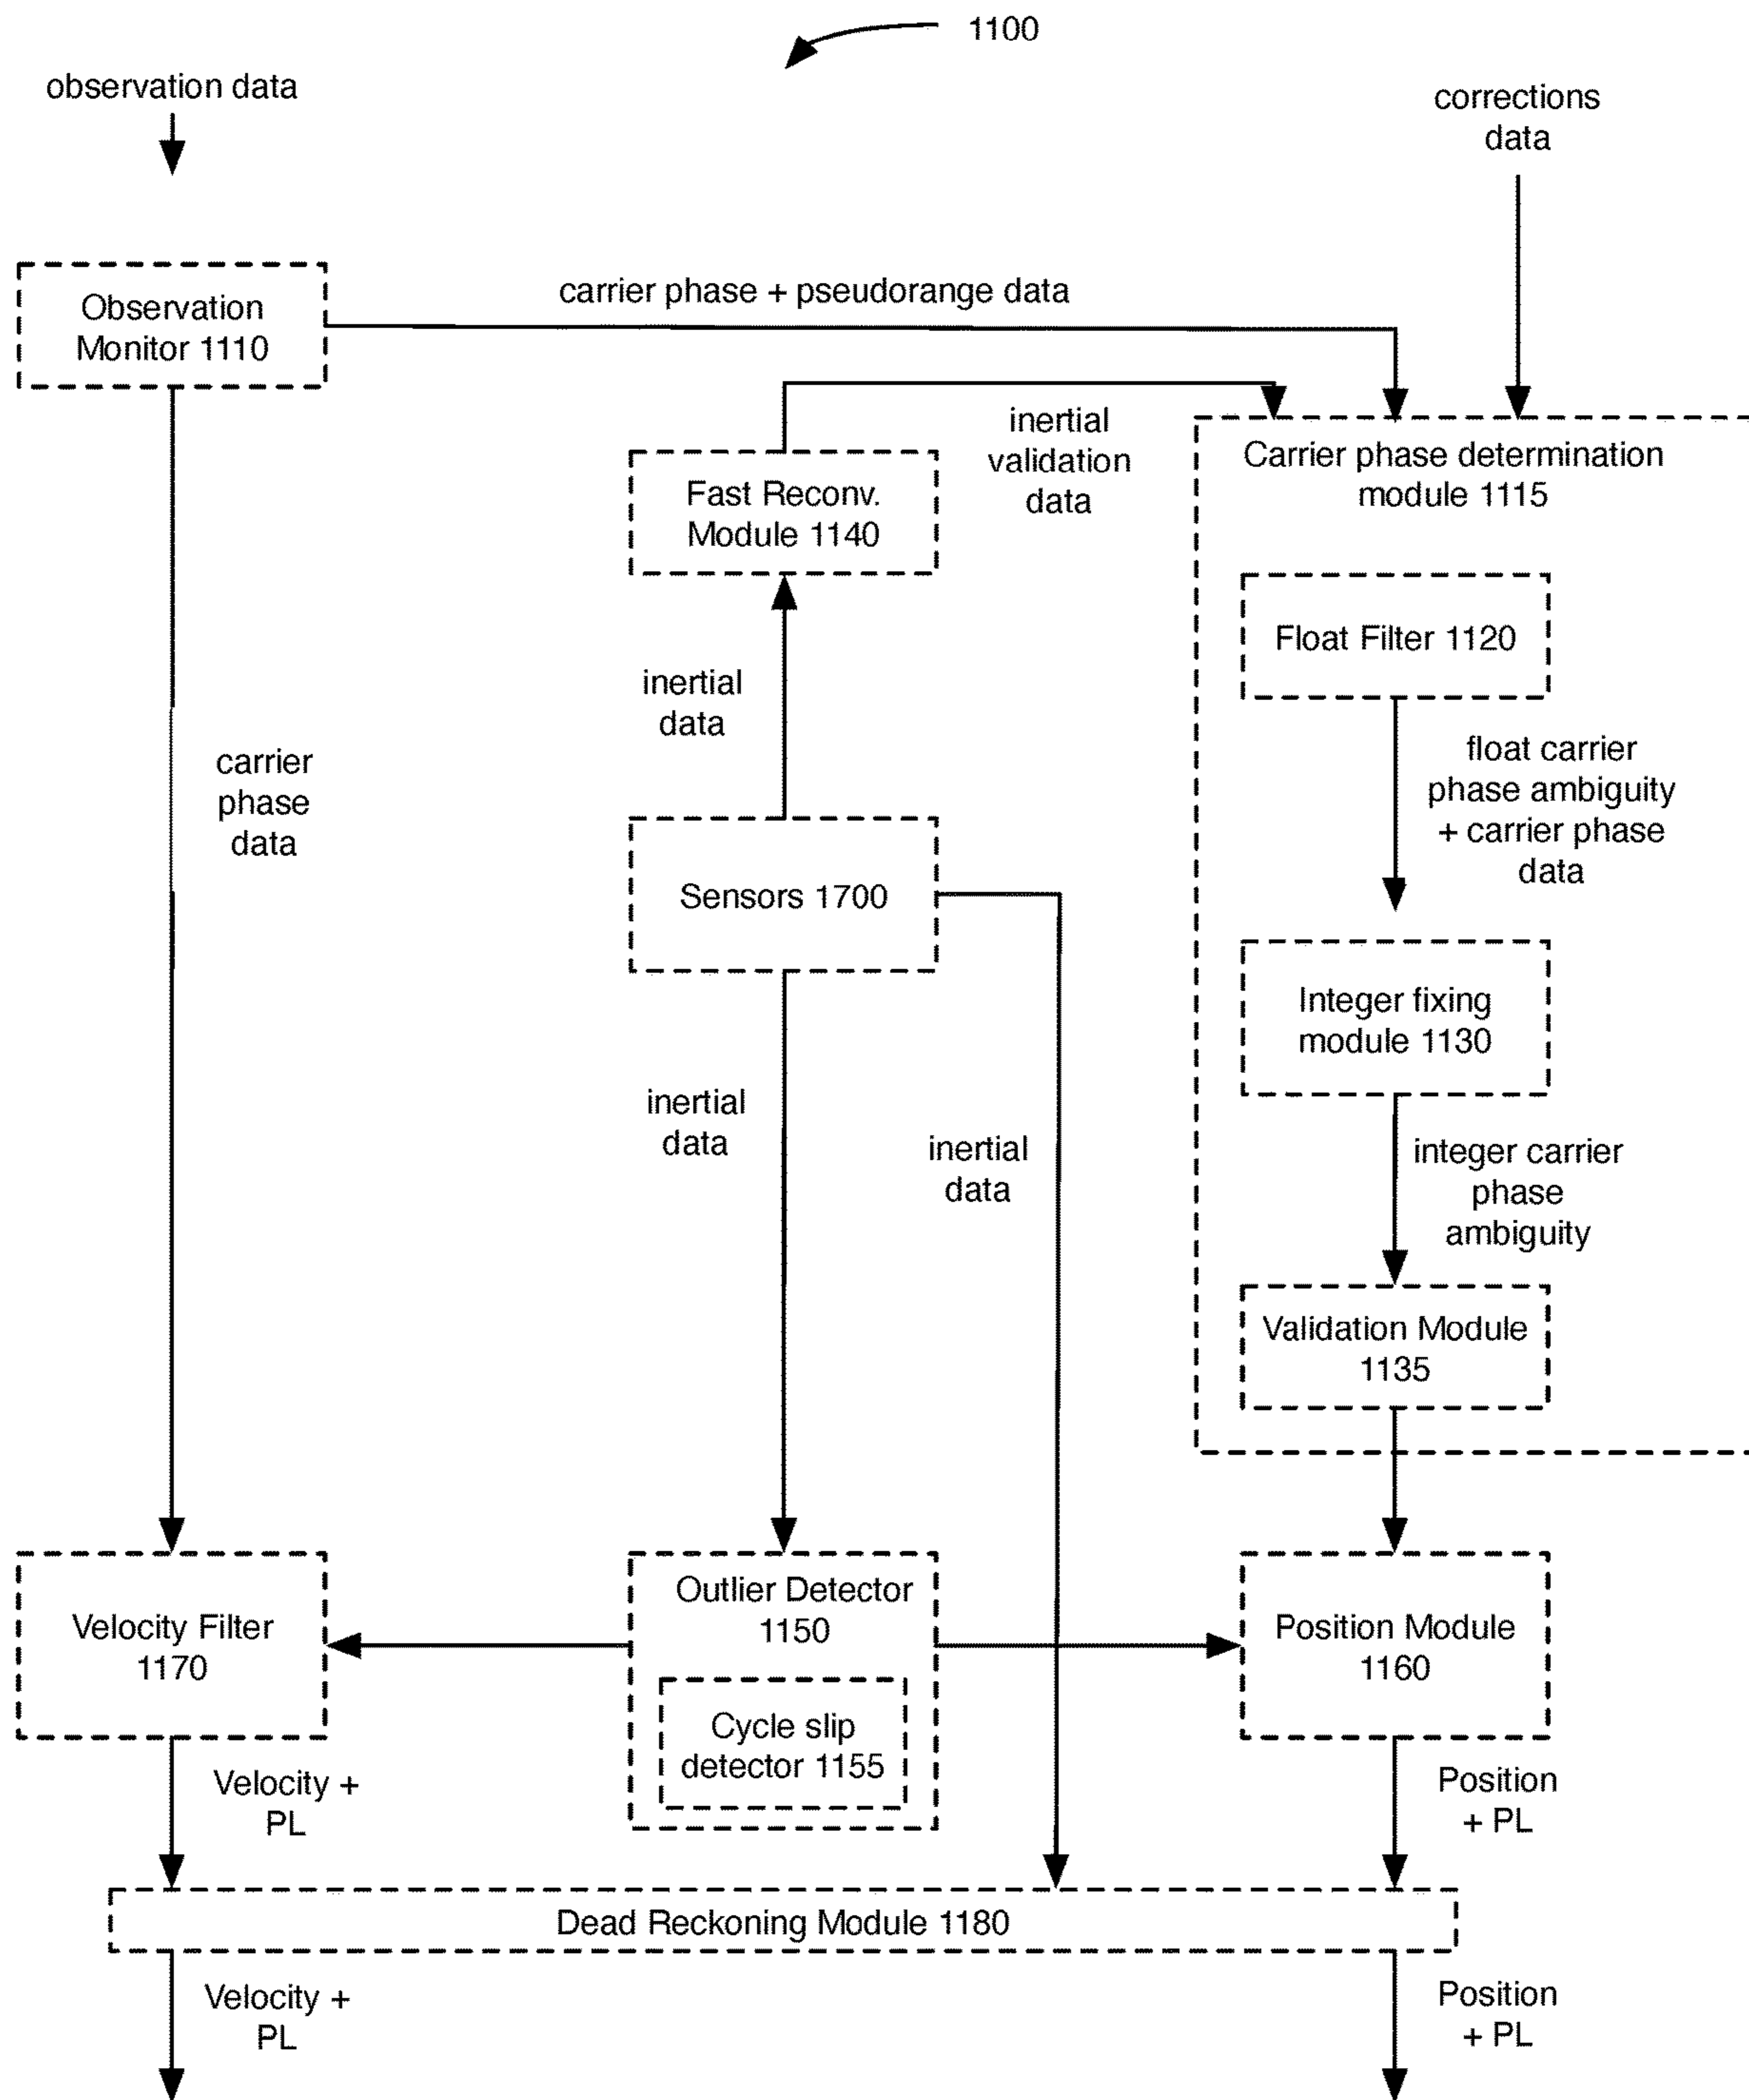 1100
observation data
corrections
data
Observation
Monitor 1110
carrier phase + pseudorange data
inertial
validation
data
Carrier phase determination
module 1115
Fast Reconv.
Module 1140
Float Filter 1120
inertial
data
carrier
phase
data
float carrier
phase ambiguity
+ carrier phase
data
Sensors 1700
Integer fixing
module 1130
inertial
data
inertial
data
integer carrier
phase
ambiguity
Validation Module
1135
Velocity Filter
1170
Outlier Detector
1150
Cycle slip
detector 1155
Position Module
1160
Velocity +
PL
Position
+ PL
Dead Reckoning Module 1180
Velocity +
PL
Position
+ PL